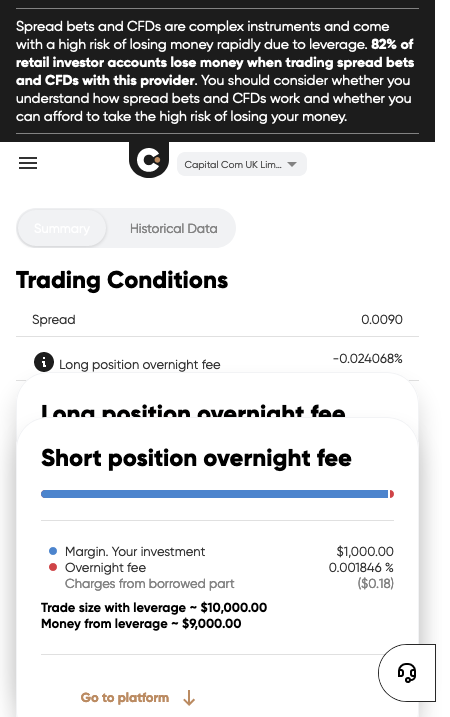 Spread bets and CFDs are complex instruments and come
with a high risk of losing money rapidly due to leverage. 82% of
retail investor accounts lose money when trading spread bets
and CFDs with this provider. You should consider whether you
understand how spread bets and CFDs work and whether you
can afford to take the high risk of losing your money.
Capital Com UK Lim...
Summary Historical Data
Trading Conditions
Spread 0.0090
Long position overnight fee -0.024068%
Long position overnight fee
Short position overnight fee
Margin. Your investment $1,000.00
Overnight fee 0.001846 %
Charges from borrowed part ($0.18)
Trade size with leverage ~ $10,000.00
Money from leverage ~ $9,000.00
Go to platform